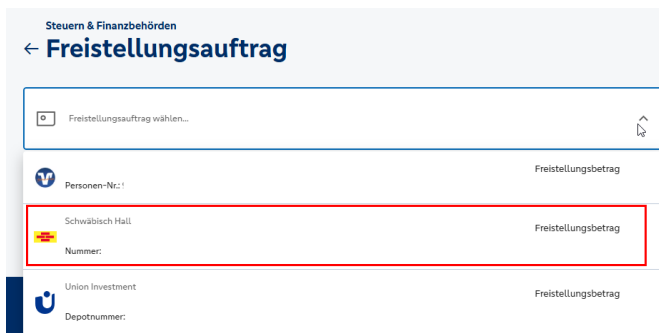 Steuern & Finanzbehörden
← Freistellungsauftrag
Freistellungsauftrag wählen...
Freistellungsbetrag
Personen-Nr.:
Schwäbisch Hall
Freistellungsbetrag
Nummer:
Union Investment
Freistellungsbetrag
Depotnummer: